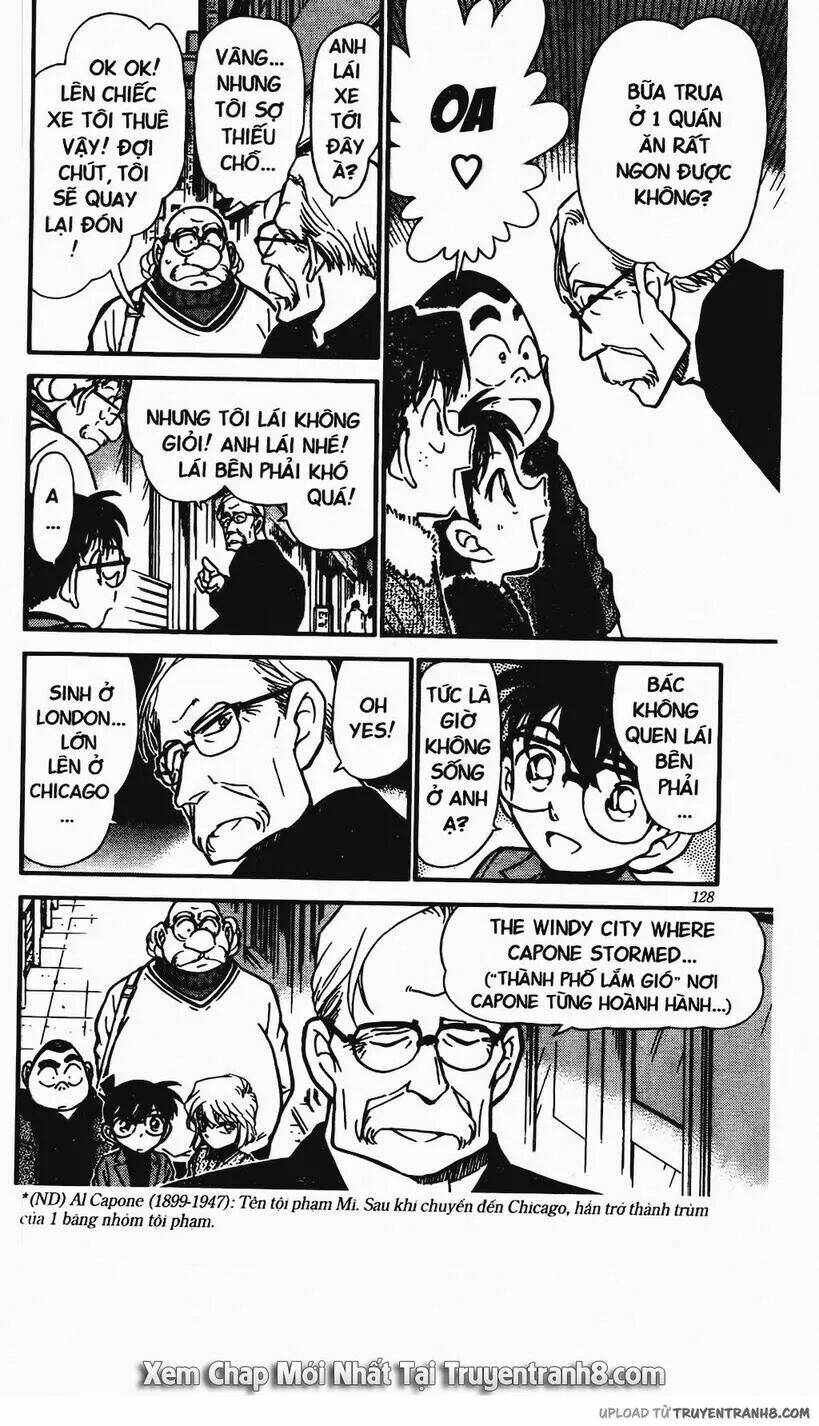 BỮA TRƯA
Ở 1 QUÁN
ĂN RẤT
NGON ĐƯỢC
KHÔNG?
OA
♡
ANH
LÁI
XE
TỚI
ĐÂY
À?
VÂNG...
NHƯNG
TÔI SỢ
THIẾU
CHỖ...
OK OK!
LÊN CHIẾC
XE TÔI THUÊ
VẬY! ĐỢI
CHÚT, TÔI
SẼ QUAY
LẠI ĐÓN
!
NHƯNG TÔI LÁI KHÔNG
GIỎI! ANH LÁI NHÉ!
LÁI BÊN PHẢI KHÓ
QUÁ!
A
...
BÁC
KHÔNG
QUEN LÁI
BÊN
PHẢI
...
TỨC LÀ
GIỜ
KHÔNG
SỐNG
Ở ANH
Ạ?
OH
YES!
SINH Ở
LONDON...
LỚN
LÊN Ở
CHICAGO
...
128
THE WINDY CITY WHERE
CAPONE STORMED...
("THÀNH PHỐ LẮM GIÓ" NƠI
CAPONE TỪNG HOÀNH HÀNH...)
*(ND) Al Capone (1899-1947): Tên tội phạm Mĩ. Sau khi chuyển đến Chicago, hắn trở thành trùm
của 1 băng nhóm tội phạm.
Xem Chap Mới Nhất Tại Truyentranh8.com
UPLOAD TỪ TRUYENTRANH8.COM